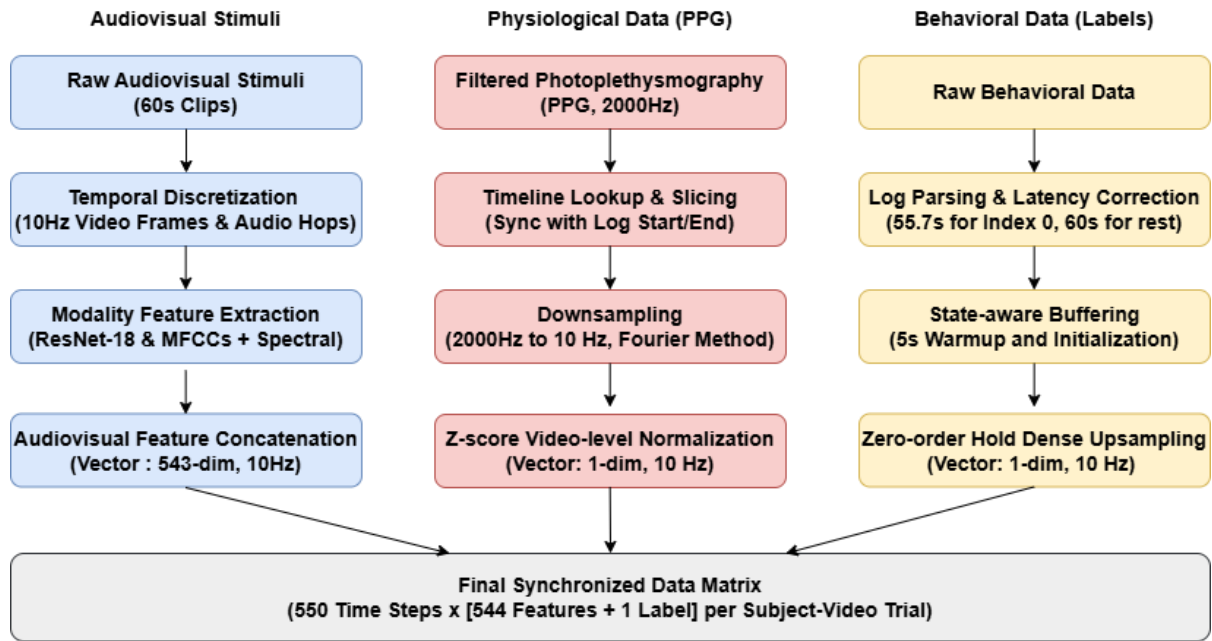 Audiovisual Stimuli
Raw Audiovisual Stimuli
(60s Clips)
Temporal Discretization
(10Hz Video Frames & Audio Hops)
Modality Feature Extraction
(ResNet-18 & MFCCs + Spectral)
Audiovisual Feature Concatenation
(Vector : 543-dim, 10Hz)
Physiological Data (PPG)
Filtered Photoplethysmography
(PPG, 2000Hz)
Timeline Lookup & Slicing
(Sync with Log Start/End)
Downsampling
(2000Hz to 10 Hz, Fourier Method)
Z-score Video-level Normalization
(Vector: 1-dim, 10 Hz)
Behavioral Data (Labels)
Raw Behavioral Data
Log Parsing & Latency Correction
(55.7s for Index 0, 60s for rest)
State-aware Buffering
(5s Warmup and Initialization)
Zero-order Hold Dense Upsampling
(Vector: 1-dim, 10 Hz)
Final Synchronized Data Matrix
(550 Time Steps x [544 Features + 1 Label] per Subject-Video Trial)